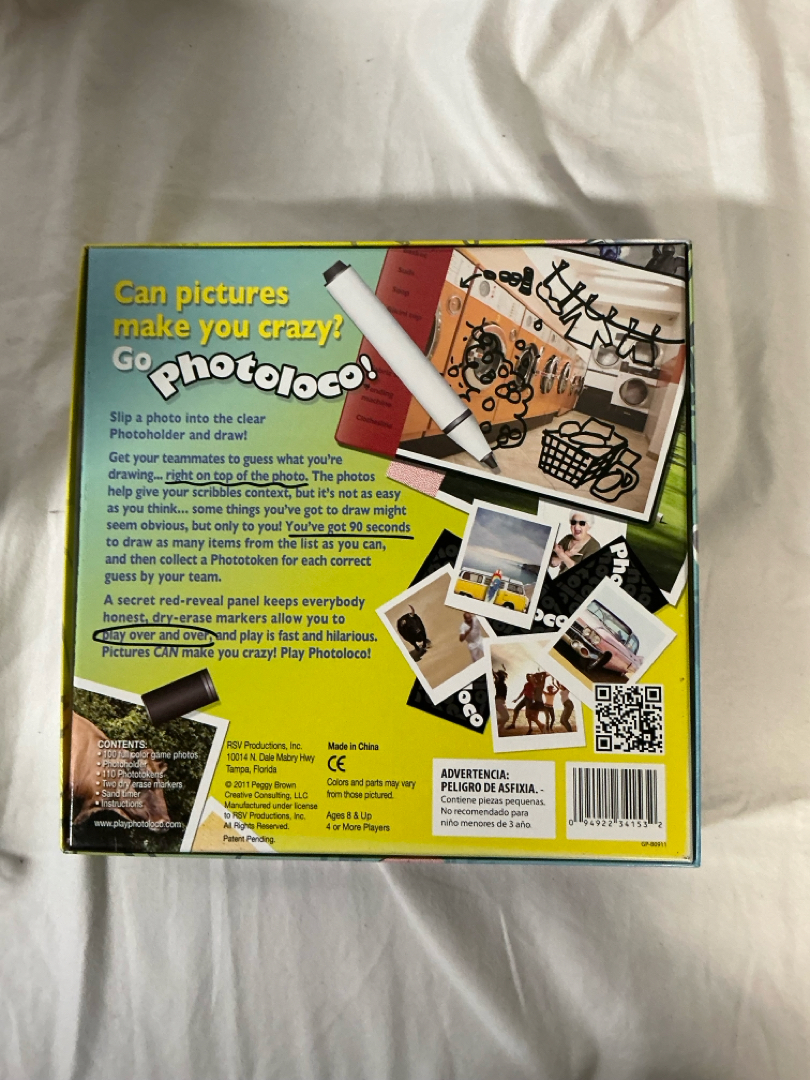 Can pictures
make you crazy?
Go Photoloco!
Slip a photo into the clear
Photoholder and draw!
Get your teammates to guess what you're
drawing... right on top of the photo. The photos
help give your scribbles context, but it's not as easy
as you think... some things you've got to draw might
seem obvious, but only to you! You've got 90 seconds
to draw as many items from the list as you can,
and then collect a Phototoken for each correct
guess by your team.
A secret red-reveal panel keeps everybody
honest, dry-erase markers allow you to
play over and over, and play is fast and hilarious.
Pictures CAN make you crazy! Play Photoloco!
Suds
Soap
machine
Clothesline
Pho
oco
loco
CONTENTS:
• 100 full color game photos
• Photoholder
• 110 Phototokens
• Two dry erase markers
• Sand timer
• Instructions
www.playphotoloco.com
RSV Productions, Inc.
10014 N. Dale Mabry Hwy
Tampa, Florida
© 2011 Peggy Brown
Creative Consulting, LLC
Manufactured under license
to RSV Productions, Inc.
All Rights Reserved.
Patent Pending.
Made in China
CE
Colors and parts may vary
from those pictured.
Ages 8 & Up
4 or More Players
ADVERTENCIA:
PELIGRO DE ASFIXIA. -
Contiene piezas pequenas.
No recomendado para
niño menores de 3 año.
0 94922 34153 2
GP-B0911